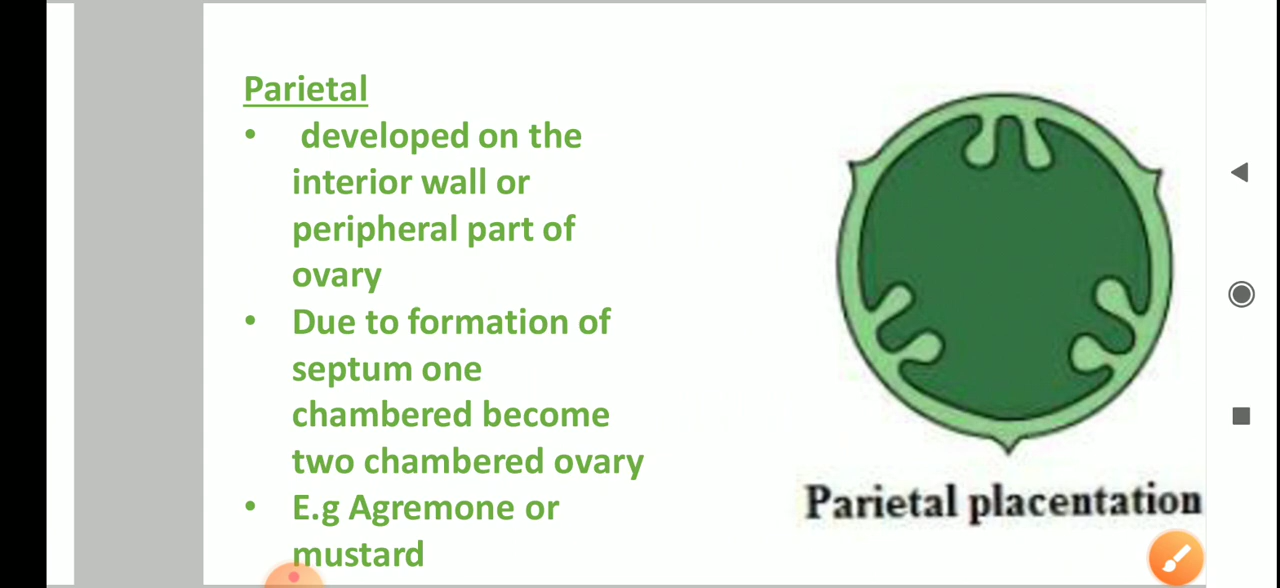 Parietal
• developed on the
interior wall or
peripheral part of
ovary
• Due to formation of
septum one
chambered become
two chambered ovary
• E.g Agremone or
mustard
Parietal placentation